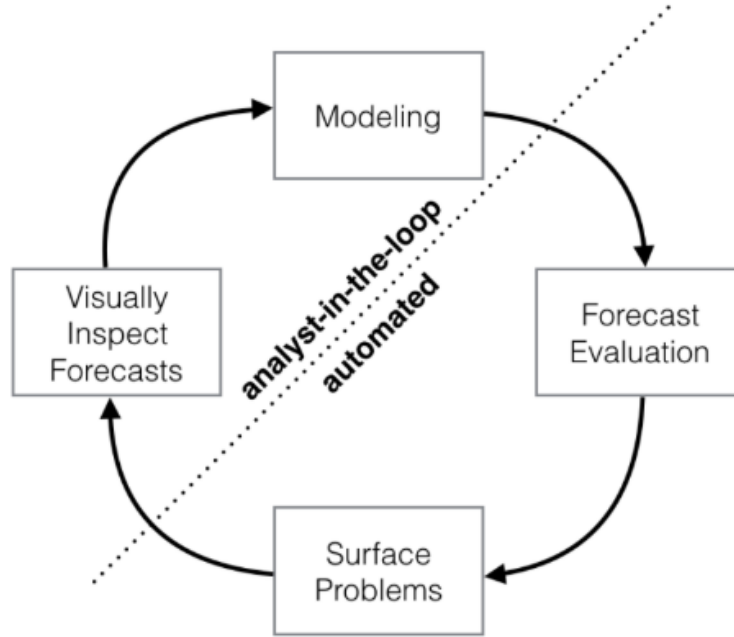 Modeling
analyst-in-the-loop
automated
Visually
Inspect
Forecasts
Forecast
Evaluation
Surface
Problems